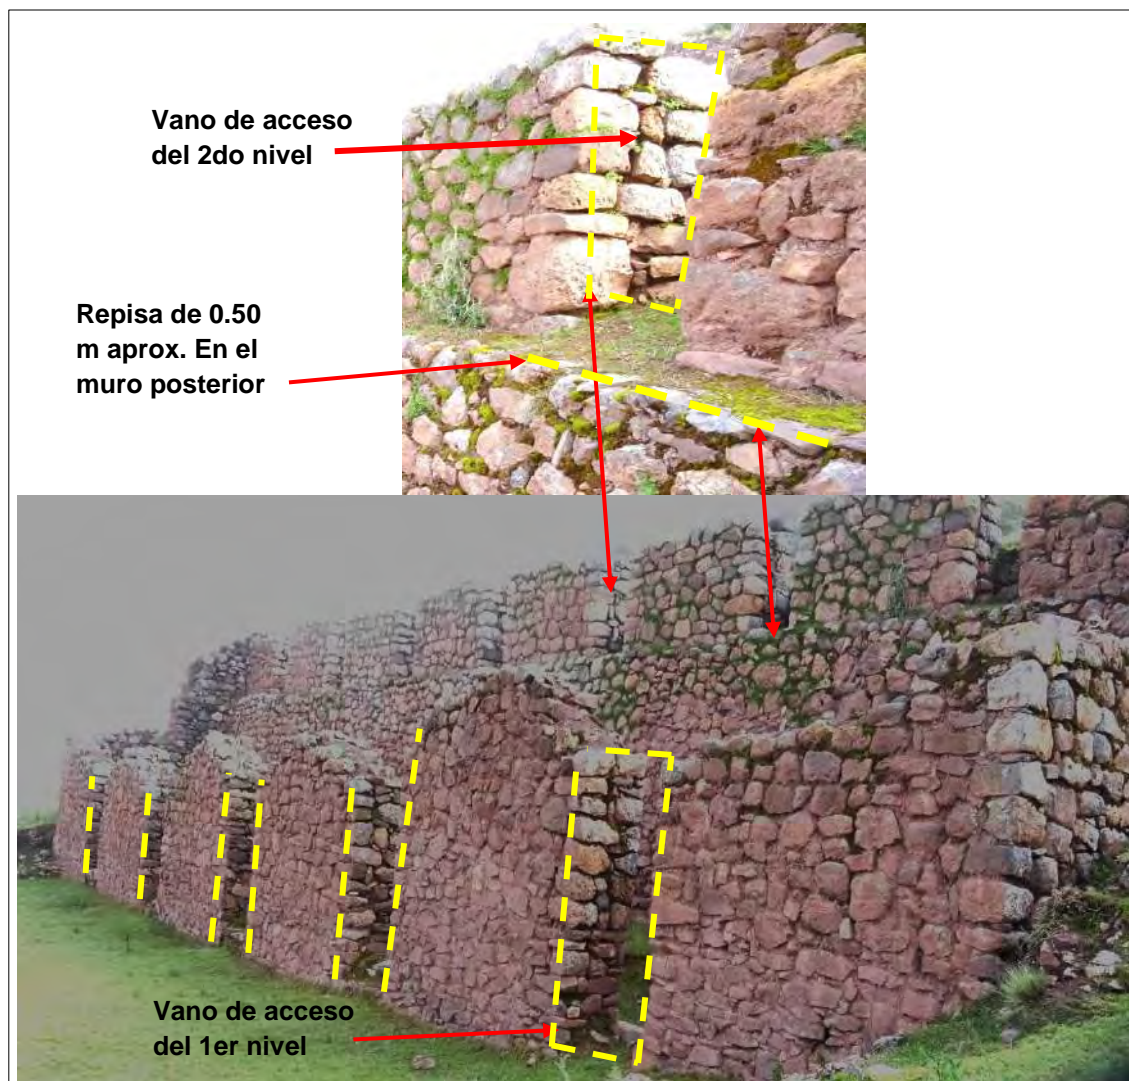 Vano de acceso
del 2do nivel
Repisa de 0.50
m aprox. En el
muro posterior
Vano de acceso
del 1er nivel